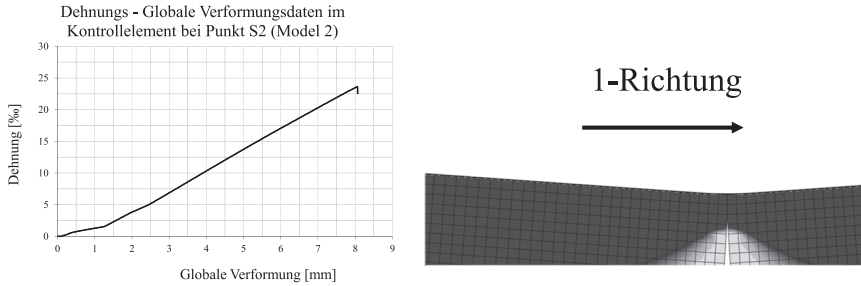 Dehnungs - Globale Verformungsdaten im
Kontrollelement bei Punkt S2 (Model 2)
30
25
20
15
10
5
0
Dehnung [‰]
0 1 2 3 4 5 6 7 8 9
Globale Verformung [mm]
1-Richtung